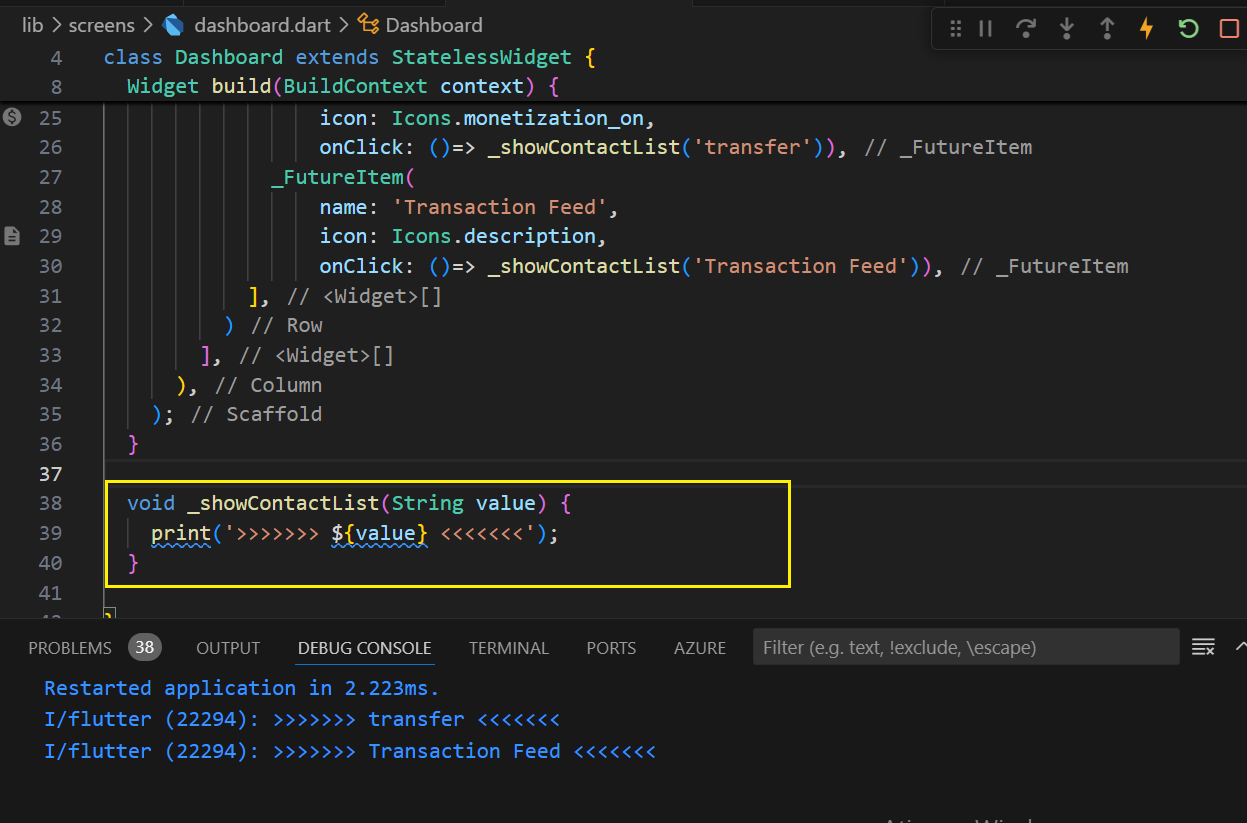 lib > screens > dashboard.dart > Dashboard
4 class Dashboard extends StatelessWidget {
8 Widget build(BuildContext context) {
25 icon: Icons.monetization_on,
26 onClick: ()=> _showContactList('transfer')), // _FutureItem
27 _FutureItem(
28 name: 'Transaction Feed',
29 icon: Icons.description,
30 onClick: ()=> _showContactList('Transaction Feed')), // _FutureItem
31 ], // <Widget>[]
32 ) // Row
33 ], // <Widget>[]
34 ), // Column
35 ); // Scaffold
36 }
37
38 void _showContactList(String value) {
39 print('>>>>>>> ${value} <<<<<<<');
40 }
41
PROBLEMS 38 OUTPUT DEBUG CONSOLE TERMINAL PORTS AZURE Filter (e.g. text, !exclude, \escape)
Restarted application in 2.223ms.
I/flutter (22294): >>>>>>> transfer <<<<<<<
I/flutter (22294): >>>>>>> Transaction Feed <<<<<<<